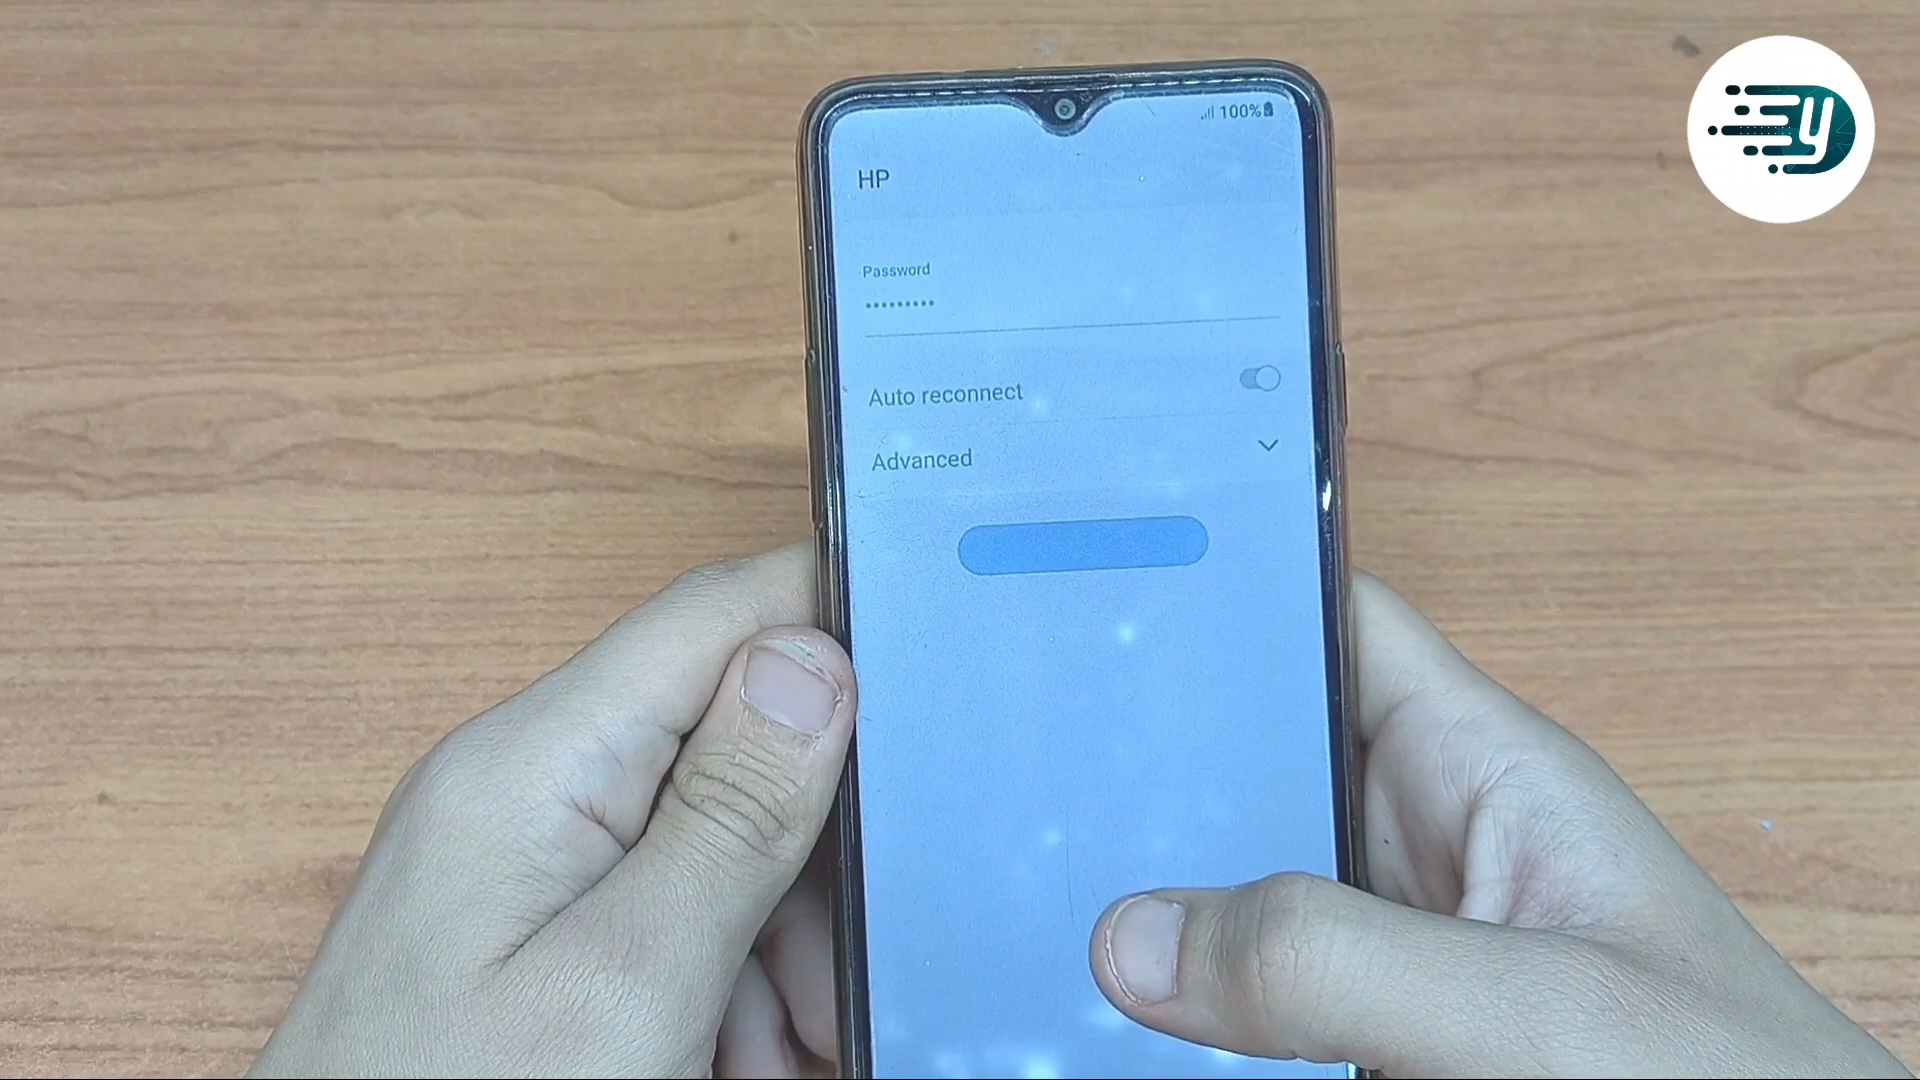 100%
HP
Password
•••••••••
Auto reconnect
Advanced
y